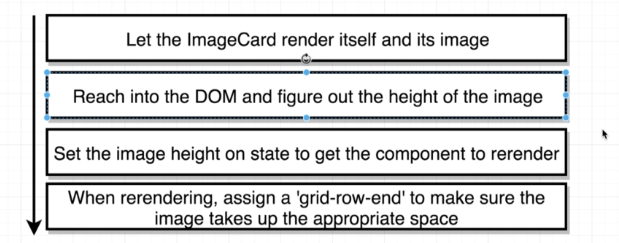 Let the ImageCard render itself and its image
Reach into the DOM and figure out the height of the image
Set the image height on state to get the component to rerender
When rerendering, assign a 'grid-row-end' to make sure the
image takes up the appropriate space